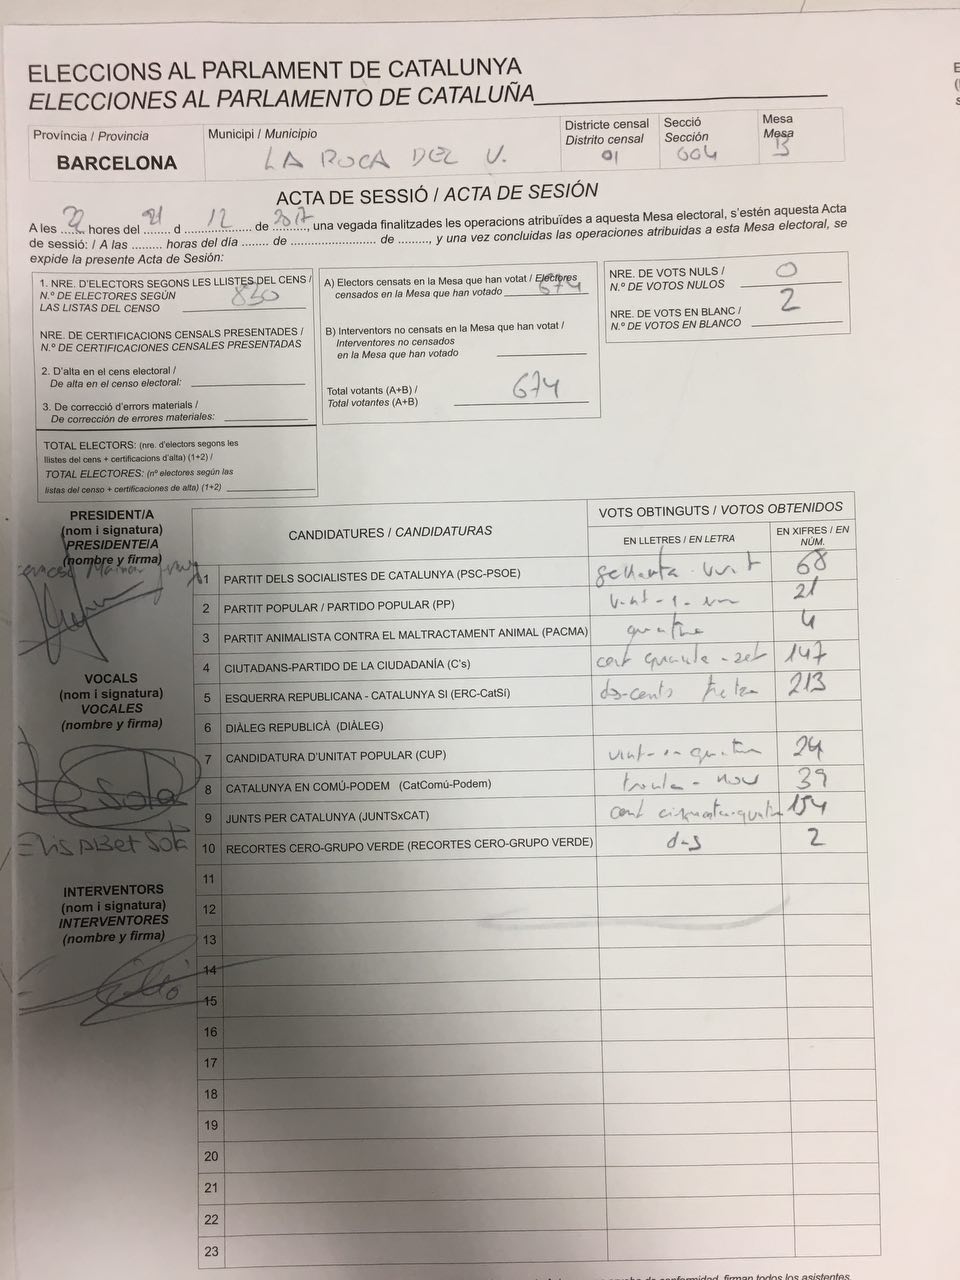 ELECCIONS AL PARLAMENT DE CATALUNYA
ELECCIONES AL PARLAMENTO DE CATALUÑA
Província / Provincia
BARCELONA
Municipi / Municipio
LA ROCA DEL V.
Districte censal
Distrito censal
01
Secció
Sección
004
Mesa
Mesa
B
ACTA DE SESSIÓ / ACTA DE SESIÓN
A les 22 hores del 21 d 12 de 2017, una vegada finalitzades les operacions atribuïdes a aquesta Mesa electoral, s'estén aquesta Acta
de sessió: / A las ......... horas del día ....... de ........................ de ........., y una vez concluidas las operaciones atribuidas a esta Mesa electoral, se
expide la presente Acta de Sesión:
1. NRE. D'ELECTORS SEGONS LES LLISTES DEL CENS /
N.º DE ELECTORES SEGÚN
LAS LISTAS DEL CENSO 830
NRE. DE CERTIFICACIONS CENSALS PRESENTADES /
N.º DE CERTIFICACIONES CENSALES PRESENTADAS
2. D'alta en el cens electoral /
De alta en el censo electoral:
3. De correcció d'errors materials /
De corrección de errores materiales:
TOTAL ELECTORS: (nre. d'electors segons les
llistes del cens + certificacions d'alta) (1+2) /
TOTAL ELECTORES: (nº electores según las
listas del censo + certificaciones de alta) (1+2)
A) Electors censats en la Mesa que han votat / Electores
censados en la Mesa que han votado 674
B) Interventors no censats en la Mesa que han votat /
Interventores no censados
en la Mesa que han votado
Total votants (A+B) /
Total votantes (A+B) 674
NRE. DE VOTS NULS /
N.º DE VOTOS NULOS 0
NRE. DE VOTS EN BLANC /
N.º DE VOTOS EN BLANCO 2
PRESIDENT/A
(nom i signatura)
PRESIDENTE/A
(nombre y firma)
VOCALS
(nom i signatura)
VOCALES
(nombre y firma)
Sota
Elisabet Sota
INTERVENTORS
(nom i signatura)
INTERVENTORES
(nombre y firma)
CANDIDATURES / CANDIDATURAS
VOTS OBTINGUTS / VOTOS OBTENIDOS
EN LLETRES / EN LETRA
EN XIFRES / EN NÚM.
1 PARTIT DELS SOCIALISTES DE CATALUNYA (PSC-PSOE) seixanta-vuit 68
2 PARTIT POPULAR / PARTIDO POPULAR (PP) vint-i-un 21
3 PARTIT ANIMALISTA CONTRA EL MALTRACTAMENT ANIMAL (PACMA) quatre 4
4 CIUTADANS-PARTIDO DE LA CIUDADANÍA (C's) cent quaranta-set 147
5 ESQUERRA REPUBLICANA - CATALUNYA SI (ERC-CatSí) dos-cents tretze 213
6 DIÀLEG REPUBLICÀ (DIÀLEG)
7 CANDIDATURA D'UNITAT POPULAR (CUP) 24
8 CATALUNYA EN COMÚ-PODEM (CatComú-Podem) trenta-nou 39
9 JUNTS PER CATALUNYA (JUNTSxCAT) cent cinquanta-quatre 154
10 RECORTES CERO-GRUPO VERDE (RECORTES CERO-GRUPO VERDE) dos 2
11
12
13
14
15
16
17
18
19
20
21
22
23
conformidad, firman todos los asistentes.